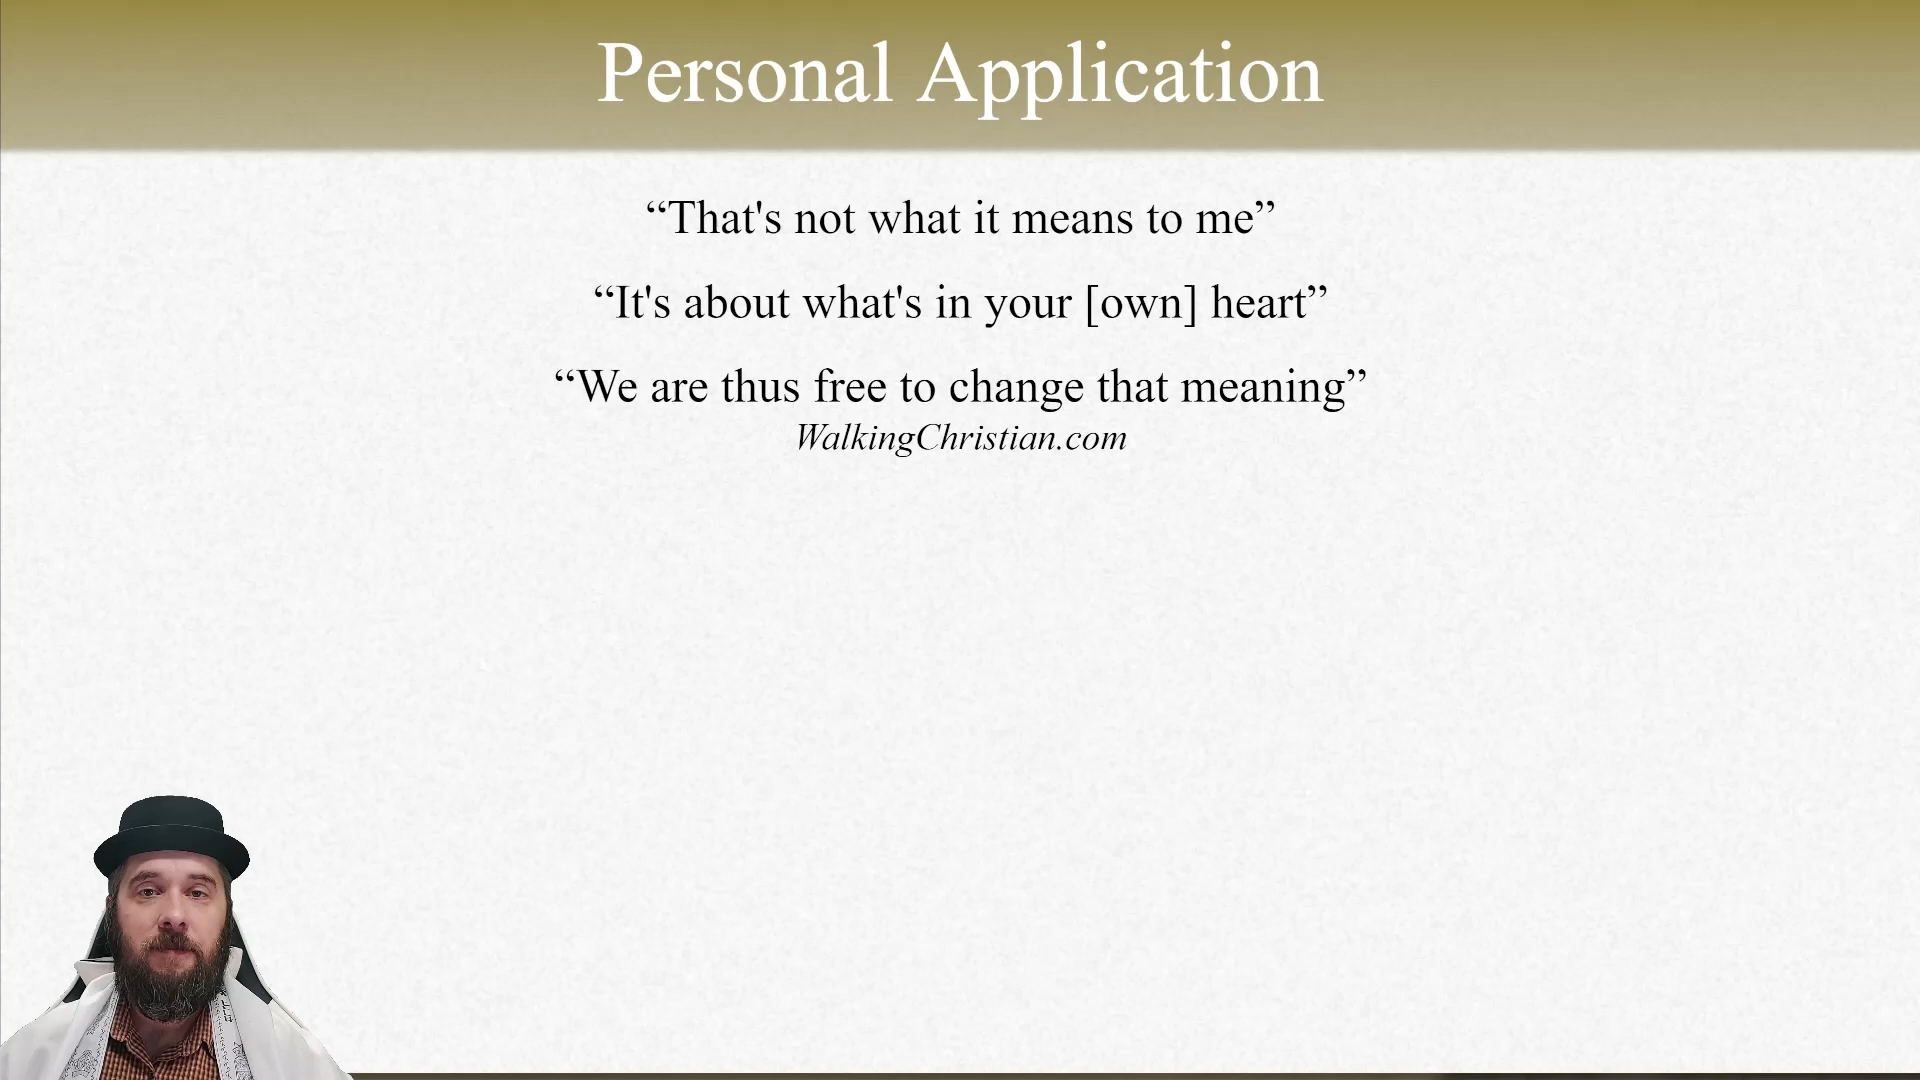 Personal Application
“That's not what it means to me”
“It's about what's in your [own] heart”
“We are thus free to change that meaning”
WalkingChristian.com